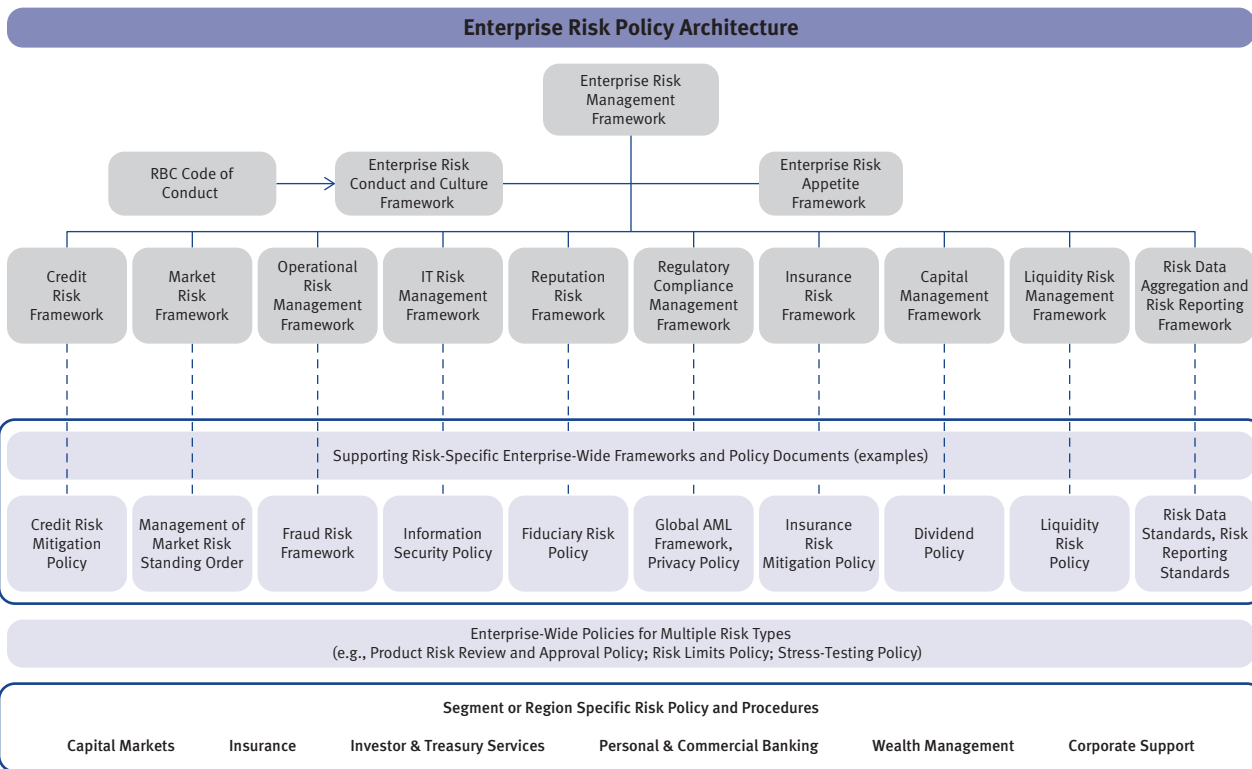 Enterprise Risk Policy Architecture
Enterprise Risk
Management
Framework
RBC Code of
Conduct
Enterprise Risk
Conduct and Culture
Framework
Enterprise Risk
Appetite
Framework
Credit
Risk
Framework
Market
Risk
Framework
Operational
Risk
Management
Framework
IT Risk
Management
Framework
Reputation
Risk
Framework
Regulatory
Compliance
Management
Framework
Insurance
Risk
Framework
Capital
Management
Framework
Liquidity Risk
Management
Framework
Risk Data
Aggregation and
Risk Reporting
Framework
Supporting Risk-Specific Enterprise-Wide Frameworks and Policy Documents (examples)
Credit Risk
Mitigation
Policy
Management of
Market Risk
Standing Order
Fraud Risk
Framework
Information
Security Policy
Fiduciary Risk
Policy
Global AML
Framework,
Privacy Policy
Insurance
Risk
Mitigation Policy
Dividend
Policy
Liquidity
Risk
Policy
Risk Data
Standards, Risk
Reporting
Standards
Enterprise-Wide Policies for Multiple Risk Types
(e.g., Product Risk Review and Approval Policy; Risk Limits Policy; Stress-Testing Policy)
Segment or Region Specific Risk Policy and Procedures
Capital Markets Insurance Investor & Treasury Services Personal & Commercial Banking Wealth Management Corporate Support